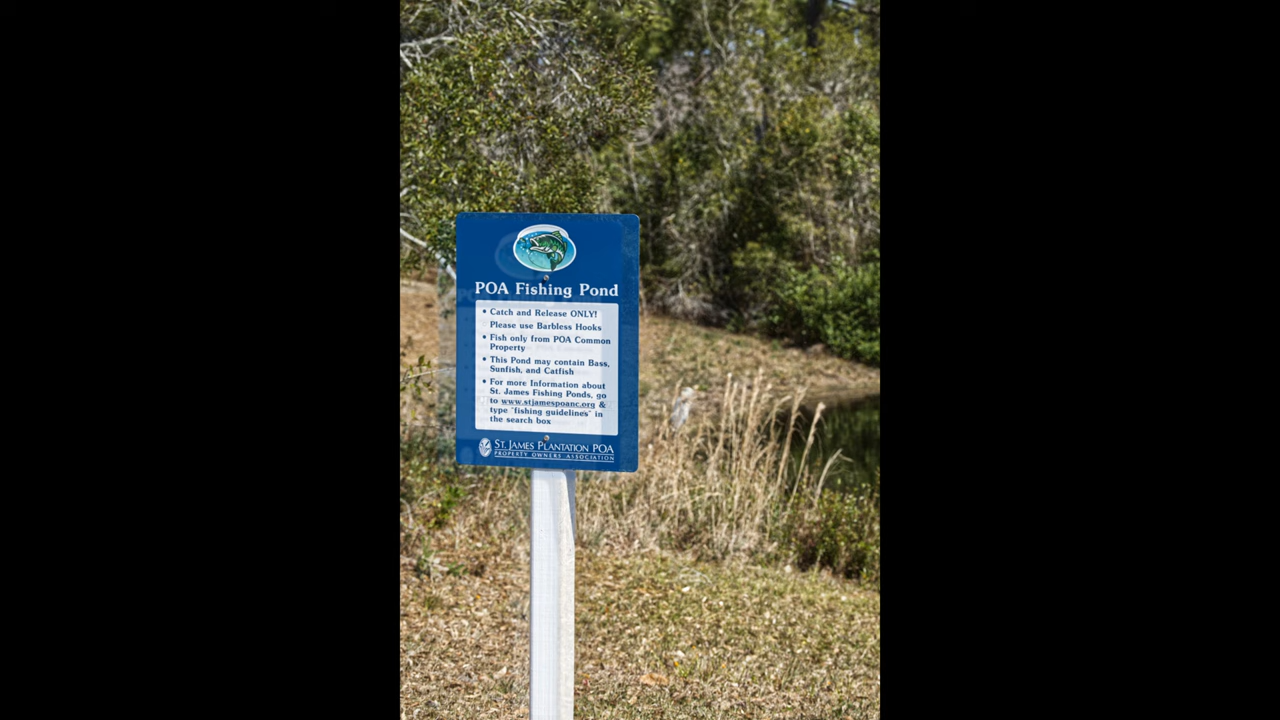 POA Fishing Pond
• Catch and Release ONLY!
Please use Barbless Hooks
• Fish only from POA Common
Property
• This Pond may contain Bass,
Sunfish, and Catfish
• For more Information about
St. James Fishing Ponds, go
to www.stjamespoanc.org &
type "fishing guidelines" in
the search box
ST. JAMES PLANTATION POA
PROPERTY OWNERS ASSOCIATION